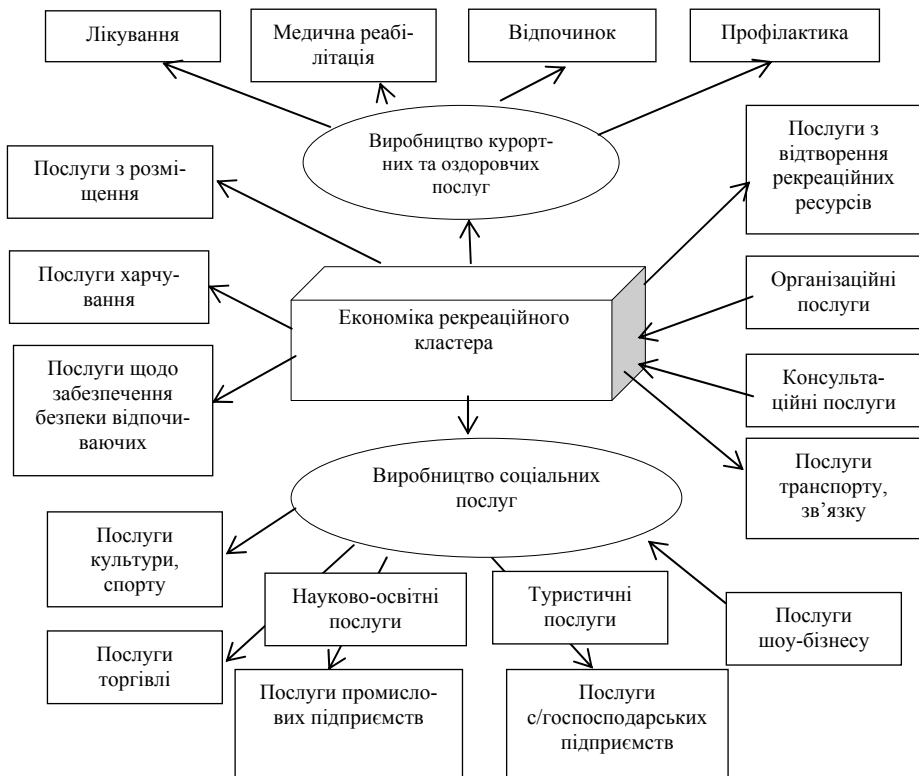 Лікування
Медична реабі-
літація
Відпочинок
Профілактика
Виробництво курорт-
них та оздоровчих
послуг
Послуги з
відтворення
рекреаційних
ресурсів
Послуги з розмі-
щення
Послуги харчу-
вання
Економіка рекреаційного
кластера
Організаційні
послуги
Послуги щодо
забезпечення
безпеки відпочи-
ваючих
Консульта-
ційні послуги
Виробництво соціальних
послуг
Послуги
транспорту,
зв’язку
Послуги
культури,
спорту
Науково-освітні
послуги
Туристичні
послуги
Послуги
шоу-бізнесу
Послуги
торгівлі
Послуги промисло-
вих підприємств
Послуги
с/госпосподарських
підприємств